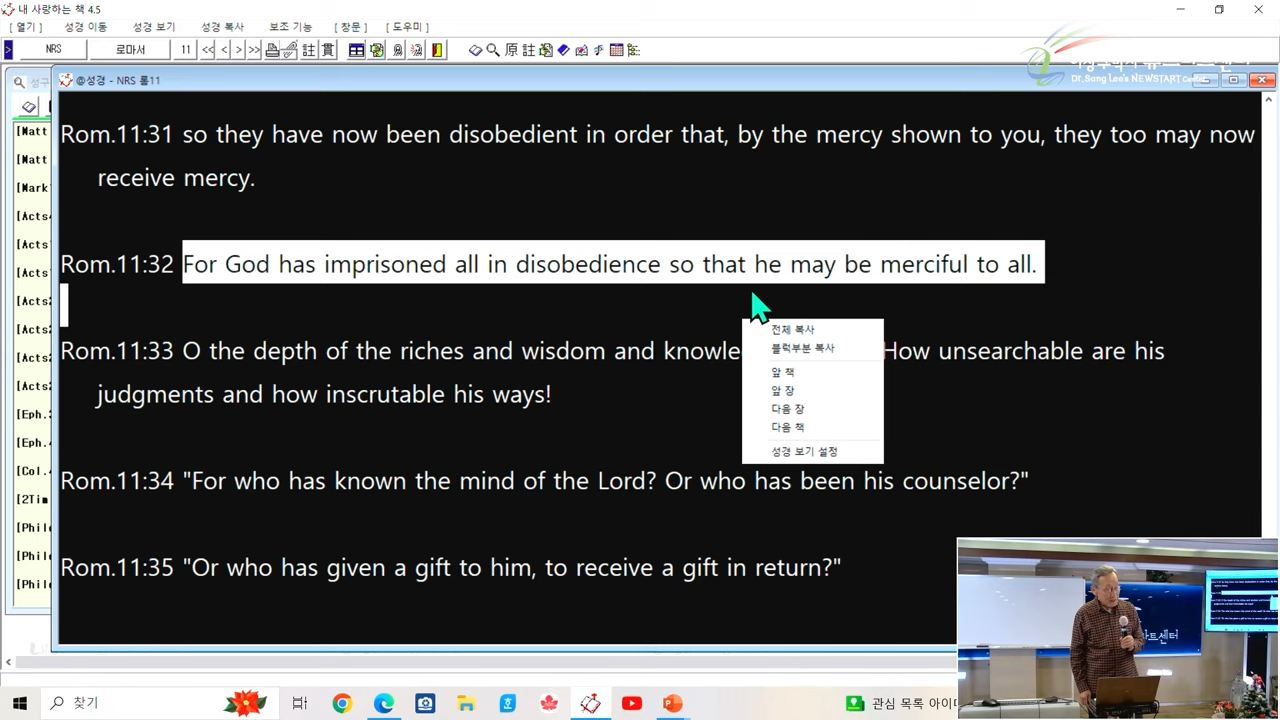 내 사랑하는 책 4.5
[ 열기 ] 성경 이동 성경 보기 성경 복사 보조 기능 [ 창문 ] [ 도우미 ]
> NRS 로마서 11 << < > >> 註 貫 原 註
@성경 - NRS 롬11
Dr. Sang Lee's NEWSTART Center
[Matt
[Matt
[Mark
[Acts
[Acts
[Acts
[Acts2
[Acts2
[Acts2
[Acts2
[Eph.
[Eph.4
[Col.
[2Tim
[Phil
[Phil
[Phil
Rom.11:31 so they have now been disobedient in order that, by the mercy shown to you, they too may now
receive mercy.
Rom.11:32 For God has imprisoned all in disobedience so that he may be merciful to all.
Rom.11:33 O the depth of the riches and wisdom and knowle How unsearchable are his
judgments and how inscrutable his ways!
Rom.11:34 "For who has known the mind of the Lord? Or who has been his counselor?"
Rom.11:35 "Or who has given a gift to him, to receive a gift in return?"
전체 복사
블럭부분 복사
앞 책
앞 장
다음 장
다음 책
성경 보기 설정
찾기
관심 목록 아이